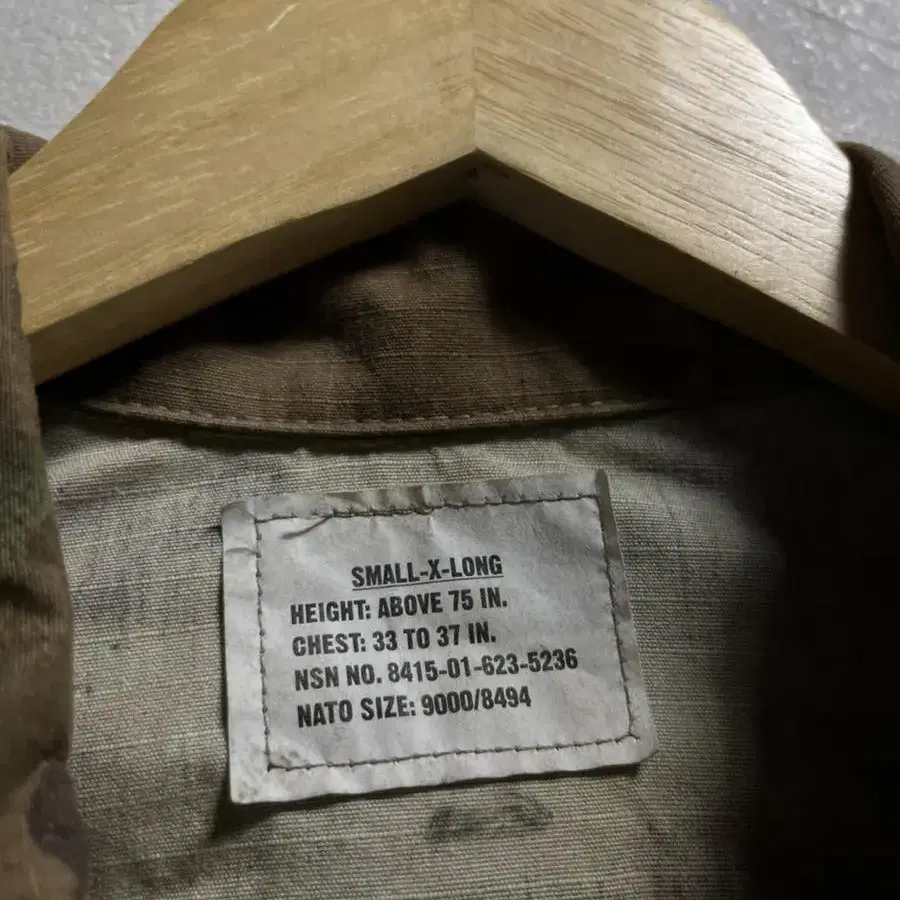 SMALL-X-LONG
HEIGHT: ABOVE 75 IN.
CHEST: 33 TO 37 IN.
NSN NO. 8415-01-623-5236
NATO SIZE: 9000/8494